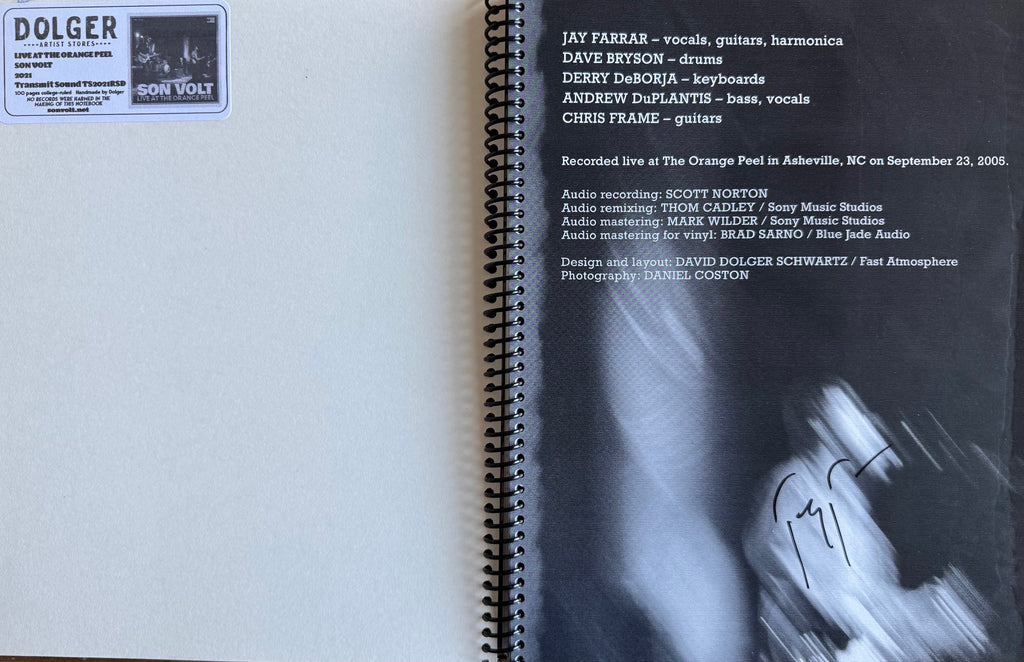 DOLGER
----ARTIST STORES----
LIVE AT THE ORANGE PEEL
SON VOLT
2021
Transmit Sound TS2021RSD
100 pages college-ruled Handmade by Dolger
NO RECORDS WERE HARMED IN THE
MAKING OF THIS NOTEBOOK
sonvolt.net
SON VOLT
LIVE AT THE ORANGE PEEL
JAY FARRAR – vocals, guitars, harmonica
DAVE BRYSON – drums
DERRY DeBORJA – keyboards
ANDREW DuPLANTIS – bass, vocals
CHRIS FRAME – guitars
Recorded live at The Orange Peel in Asheville, NC on September 23, 2005.
Audio recording: SCOTT NORTON
Audio remixing: THOM CADLEY / Sony Music Studios
Audio mastering: MARK WILDER / Sony Music Studios
Audio mastering for vinyl: BRAD SARNO / Blue Jade Audio
Design and layout: DAVID DOLGER SCHWARTZ / Fast Atmosphere
Photography: DANIEL COSTON